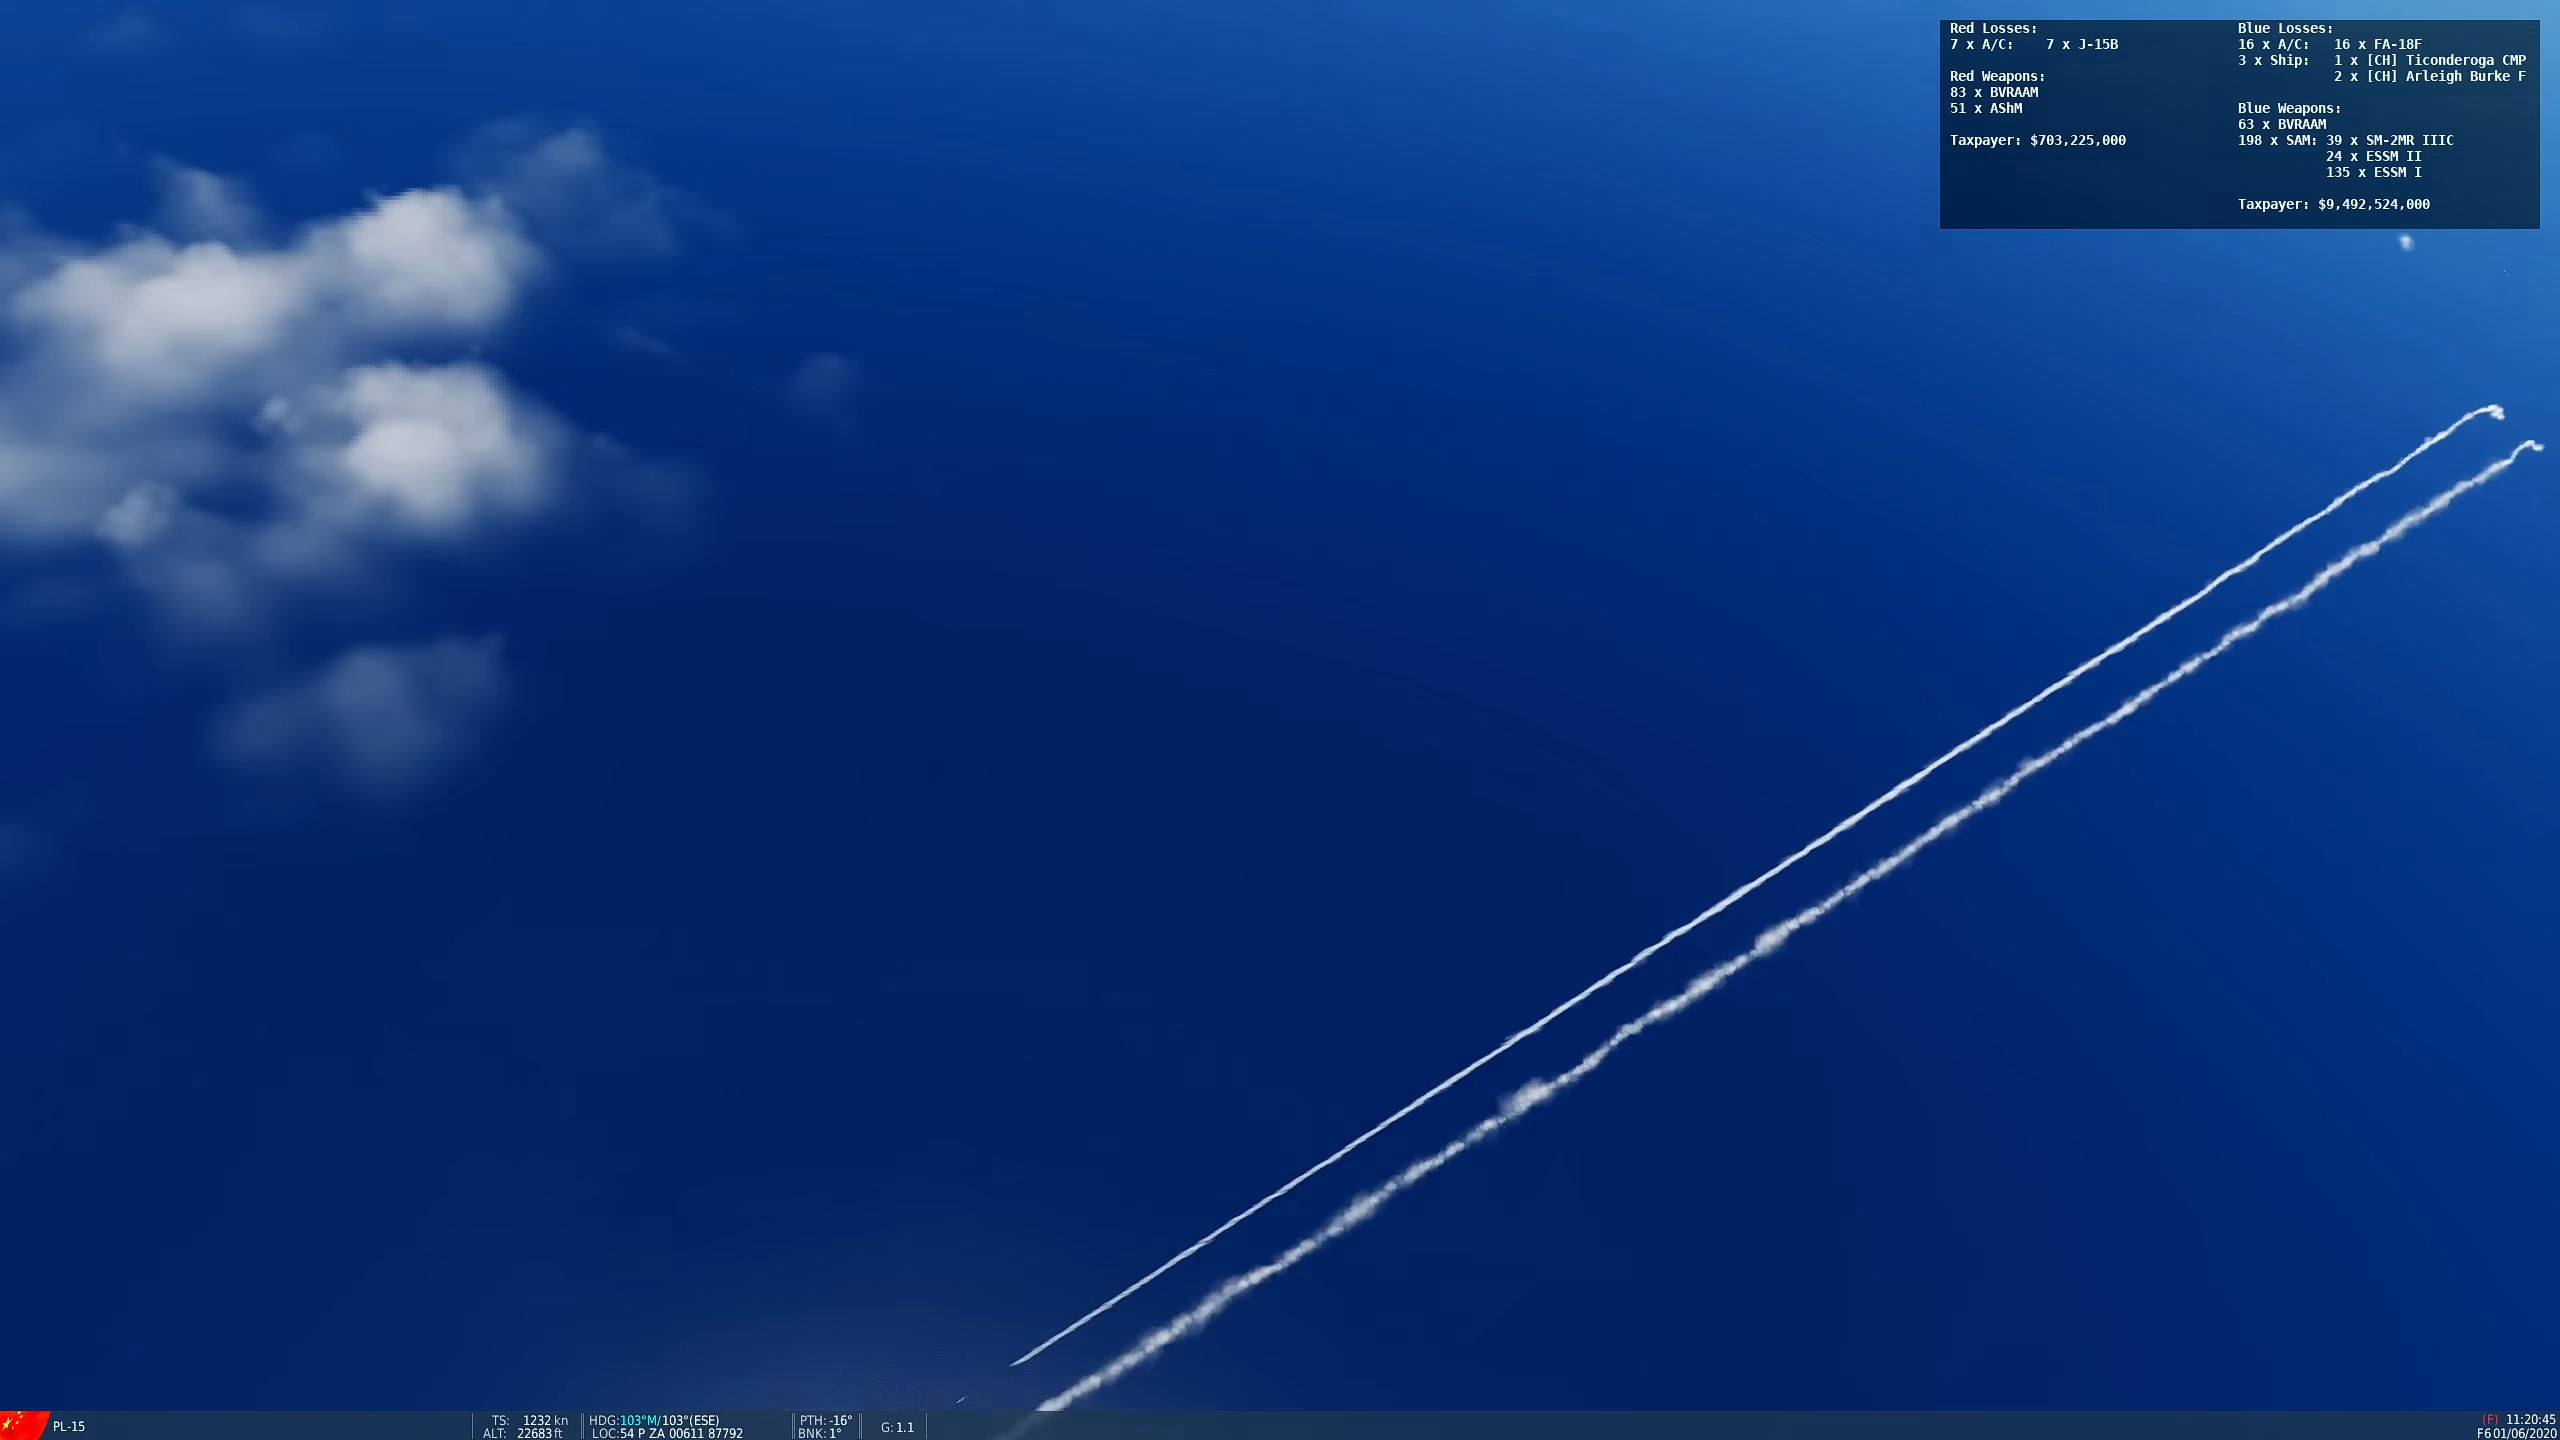 Red Losses:
7 x A/C:    7 x J-15B
Red Weapons:
83 x BVRAAM
51 x AShM
Taxpayer: $703,225,000
Blue Losses:
16 x A/C:   16 x FA-18F
3 x Ship:   1 x [CH] Ticonderoga CMP
2 x [CH] Arleigh Burke F
Blue Weapons:
63 x BVRAAM
198 x SAM: 39 x SM-2MR IIIC
24 x ESSM II
135 x ESSM I
Taxpayer: $9,492,524,000
PL-15
TS: 1232 kn
ALT: 22683 ft
HDG:103°M/103°(ESE)
LOC:54 P ZA 00611 87792
PTH: -16°
BNK: 1°
G: 1.1
(F) 11:20:45
F6 01/06/2020